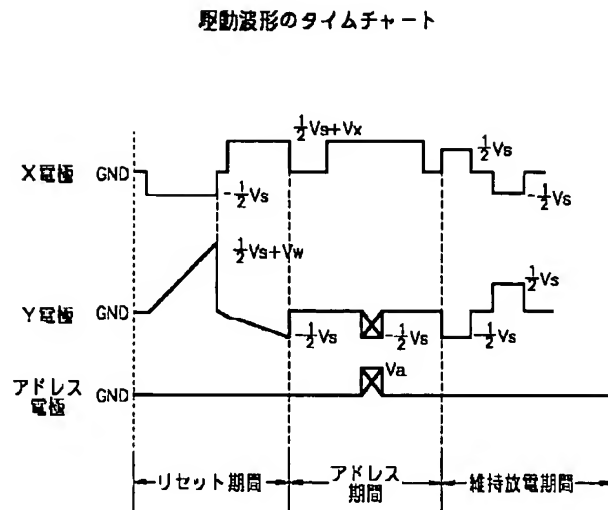 駆動波形のタイムチャート
½Vs+Vx
½Vs
X電極 GND
-½Vs
-½Vs
½Vs+Vw
½Vs
Y電極 GND
-½Vs
-½Vs
-½Vs
Va
アドレス
電極 GND
リセット期間
アドレス
期間
維持放電期間